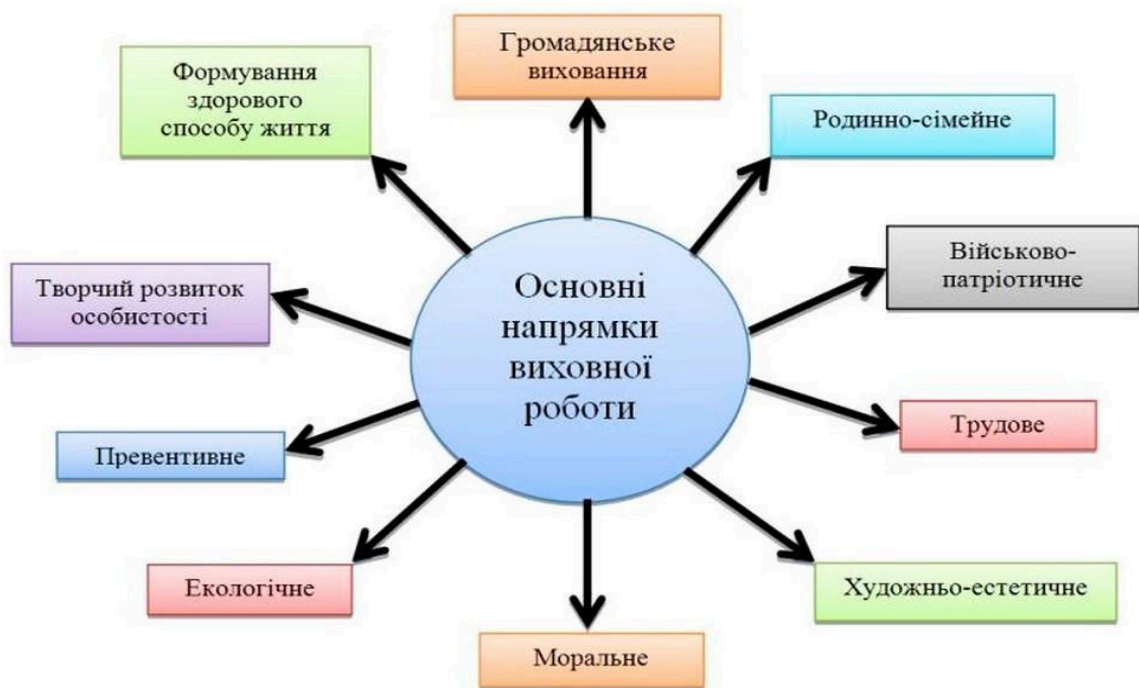 Громадянське
виховання
Формування
здорового
способу життя
Родинно-сімейне
Військово-
патріотичне
Творчий розвиток
особистості
Основні
напрямки
виховної
роботи
Трудове
Превентивне
Екологічне
Художньо-естетичне
Моральне